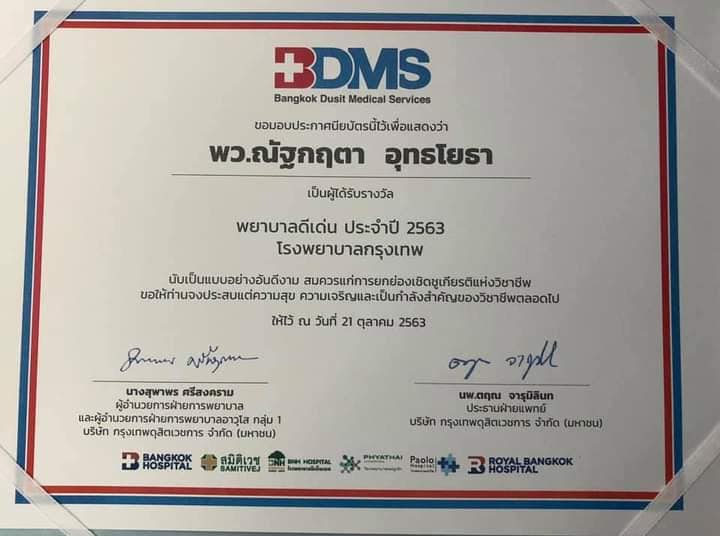 BDMS
Bangkok Dusit Medical Services
ขอมอบประกาศนียบัตรนี้ไว้เพื่อแสดงว่า
พว.ณัฐกฤตา อุทธโยธา
เป็นผู้ได้รับรางวัล
พยาบาลดีเด่น ประจำปี 2563
โรงพยาบาลกรุงเทพ
นับเป็นแบบอย่างอันดีงาม สมควรแก่การยกย่องเชิดชูเกียรติแห่งวิชาชีพ
ขอให้ท่านจงประสบแต่ความสุข ความเจริญและเป็นกำลังสำคัญของวิชาชีพตลอดไป
ให้ไว้ ณ วันที่ 21 ตุลาคม 2563
นางสุพาพร ศรีสงคราม
ผู้อำนวยการฝ่ายการพยาบาล
และผู้อำนวยการฝ่ายการพยาบาลอาวุโส กลุ่ม 1
บริษัท กรุงเทพดุสิตเวชการ จำกัด (มหาชน)
นพ.ตฤณ จารุมิลินท
ประธานฝ่ายแพทย์
บริษัท กรุงเทพดุสิตเวชการ จำกัด (มหาชน)
BANGKOK HOSPITAL
สมิติเวช SAMITIVEJ
BNH BNH HOSPITAL
PHYATHAI
Paolo Hospital
ROYAL BANGKOK HOSPITAL